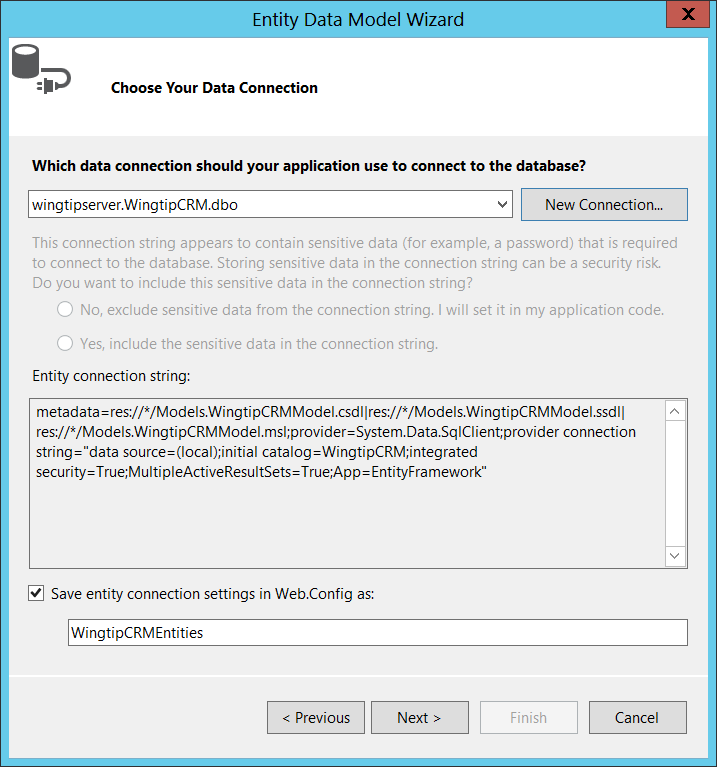 Entity Data Model Wizard
X
Choose Your Data Connection
Which data connection should your application use to connect to the database?
wingtipserver.WingtipCRM.dbo
New Connection...
This connection string appears to contain sensitive data (for example, a password) that is required
to connect to the database. Storing sensitive data in the connection string can be a security risk.
Do you want to include this sensitive data in the connection string?
No, exclude sensitive data from the connection string. I will set it in my application code.
Yes, include the sensitive data in the connection string.
Entity connection string:
metadata=res://*/Models.WingtipCRMModel.csdl|res://*/Models.WingtipCRMModel.ssdl|
res://*/Models.WingtipCRMModel.msl;provider=System.Data.SqlClient;provider connection
string="data source=(local);initial catalog=WingtipCRM;integrated
security=True;MultipleActiveResultSets=True;App=EntityFramework"
Save entity connection settings in Web.Config as:
WingtipCRMEntities
< Previous
Next >
Finish
Cancel